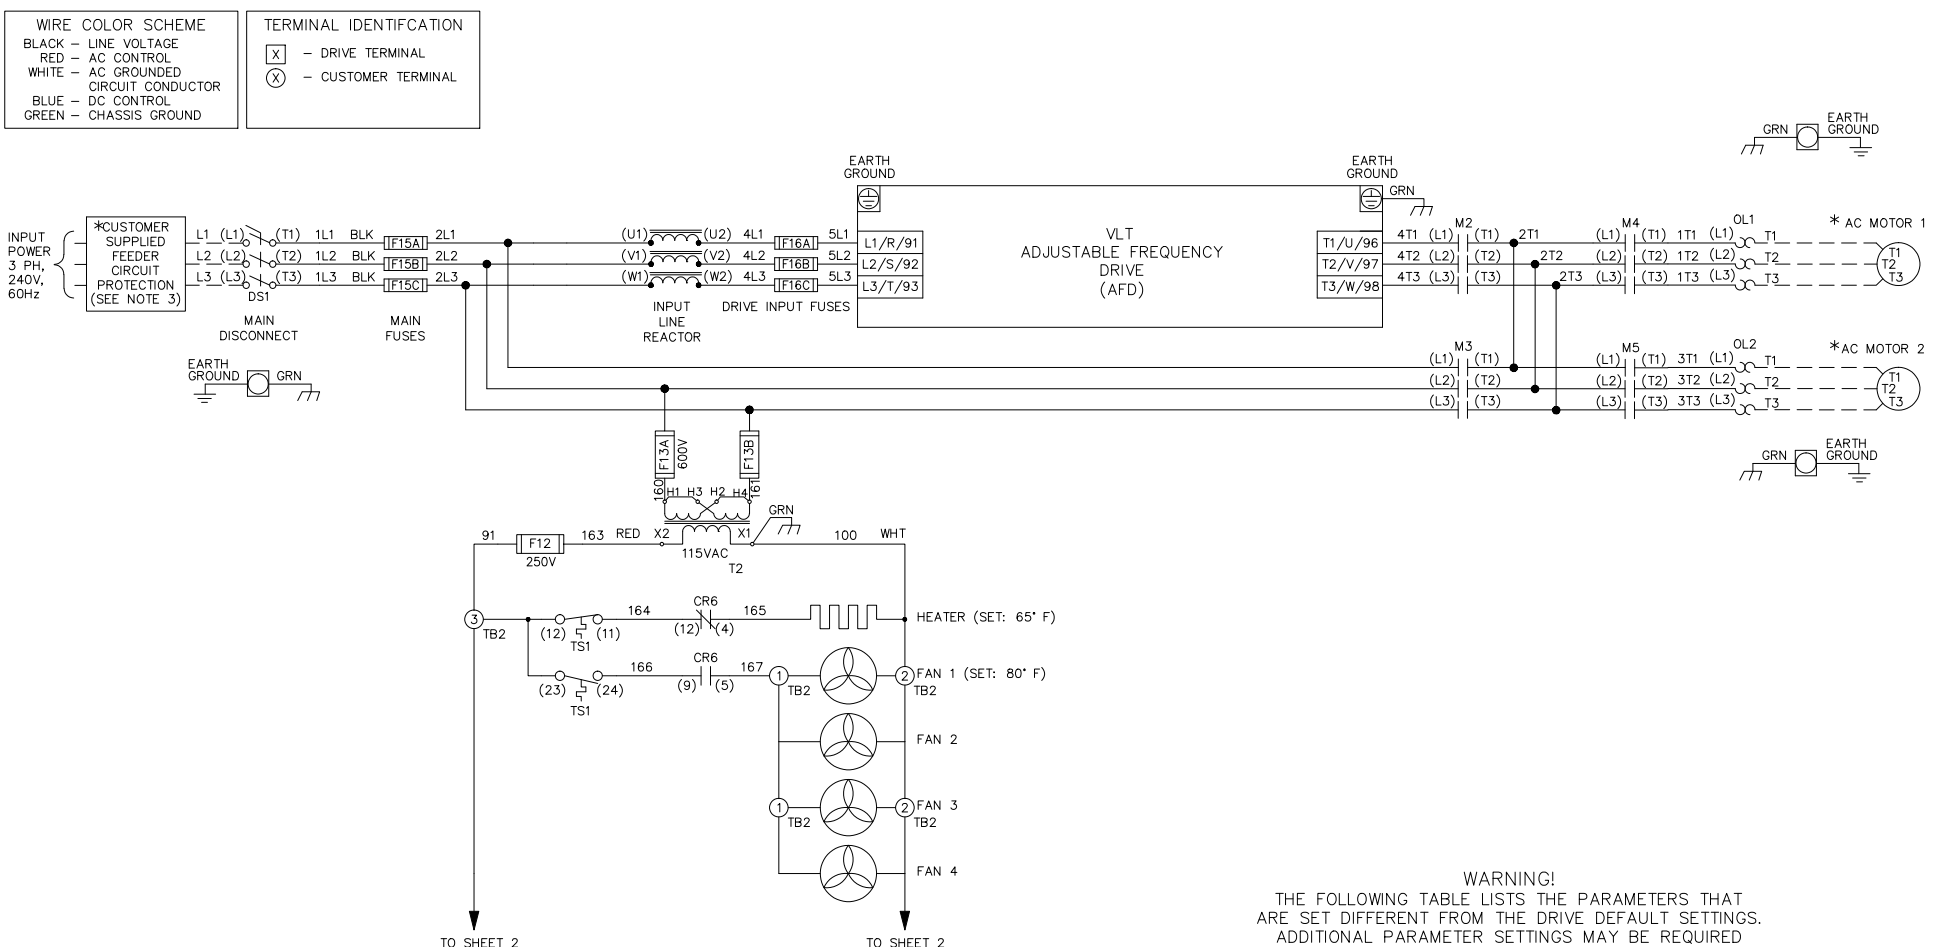 WIRE COLOR SCHEME
BLACK – LINE VOLTAGE
RED – AC CONTROL
WHITE – AC GROUNDED
CIRCUIT CONDUCTOR
BLUE – DC CONTROL
GREEN – CHASSIS GROUND
TERMINAL IDENTIFCATION
X – DRIVE TERMINAL
X – CUSTOMER TERMINAL
INPUT
POWER
3 PH,
240V,
60Hz
*CUSTOMER
SUPPLIED
FEEDER
CIRCUIT
PROTECTION
(SEE NOTE 3)
L1 (L1) (T1) 1L1 BLK F15A 2L1
L2 (L2) (T2) 1L2 BLK F15B 2L2
L3 (L3) (T3) 1L3 BLK F15C 2L3
DS1
MAIN
DISCONNECT
MAIN
FUSES
(U1) (U2) 4L1 F16A 5L1
(V1) (V2) 4L2 F16B 5L2
(W1) (W2) 4L3 F16C 5L3
INPUT
LINE
REACTOR
DRIVE INPUT FUSES
EARTH
GROUND
L1/R/91
L2/S/92
L3/T/93
VLT
ADJUSTABLE FREQUENCY
DRIVE
(AFD)
EARTH
GROUND
GRN
T1/U/96
T2/V/97
T3/W/98
M2
M4
OL1
4T1 (L1) (T1) 2T1 (L1) (T1) 1T1 (L1) T1
4T2 (L2) (T2) 2T2 (L2) (T2) 1T2 (L2) T2
4T3 (L3) (T3) 2T3 (L3) (T3) 1T3 (L3) T3
* AC MOTOR 1
T1
T2
T3
GRN
EARTH
GROUND
EARTH
GROUND
GRN
M3
M5
OL2
(L1) (T1) (L1) (T1) 3T1 (L1) T1
(L2) (T2) (L2) (T2) 3T2 (L2) T2
(L3) (T3) (L3) (T3) 3T3 (L3) T3
*AC MOTOR 2
T1
T2
T3
GRN
EARTH
GROUND
F13A
600V
F13B
160
H1 H3 H2 H4
161
GRN
91 F12 163 RED X2 X1 100 WHT
250V
115VAC
T2
3
TB2
(12) (11)
TS1
164
CR6
(12) (4)
165
HEATER (SET: 65° F)
(23) (24)
TS1
166
CR6
(9) (5)
167
1
TB2
2
TB2
FAN 1 (SET: 80° F)
FAN 2
1
TB2
2
TB2
FAN 3
FAN 4
TO SHEET 2
TO SHEET 2
WARNING!
THE FOLLOWING TABLE LISTS THE PARAMETERS THAT
ARE SET DIFFERENT FROM THE DRIVE DEFAULT SETTINGS.
ADDITIONAL PARAMETER SETTINGS MAY BE REQUIRED